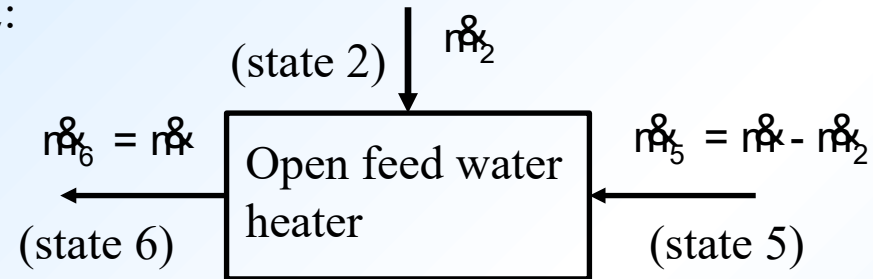 :
ṁ₂
(state 2)
ṁ₆ = ṁ
Open feed water
heater
ṁ₅ = ṁ - ṁ₂
(state 6)
(state 5)